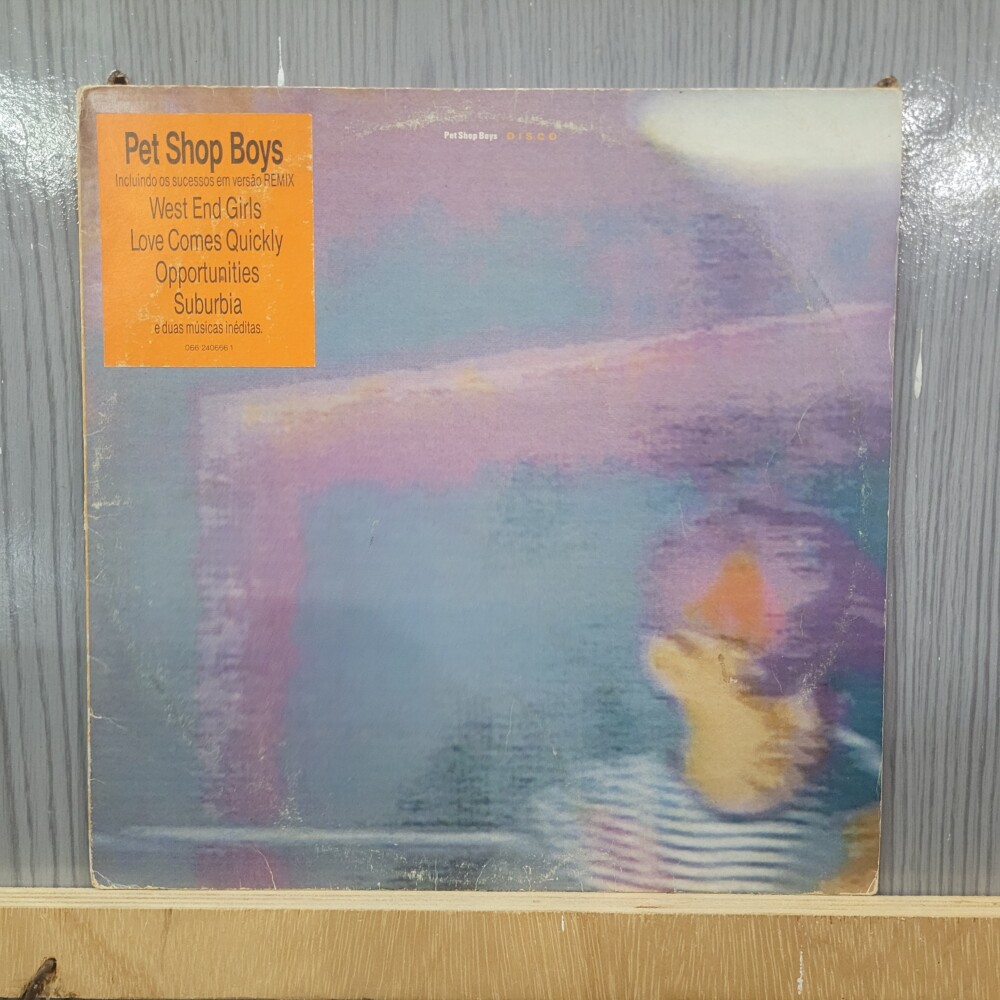 Pet Shop Boys
Incluindo os sucessos em versão REMIX
West End Girls
Love Comes Quickly
Opportunities
Suburbia
e duas músicas inéditas.
066 240656 1
Pet Shop Boys DISCO